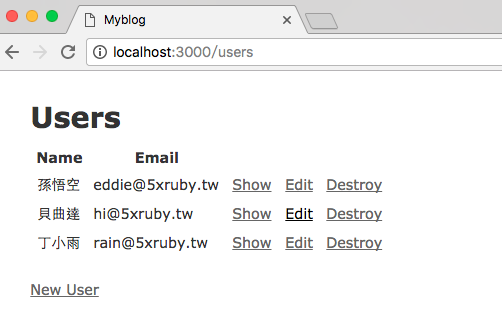 Myblog
localhost:3000/users
Users
Name Email
孫悟空 eddie@5xruby.tw Show Edit Destroy
貝曲達 hi@5xruby.tw Show Edit Destroy
丁小雨 rain@5xruby.tw Show Edit Destroy
New User